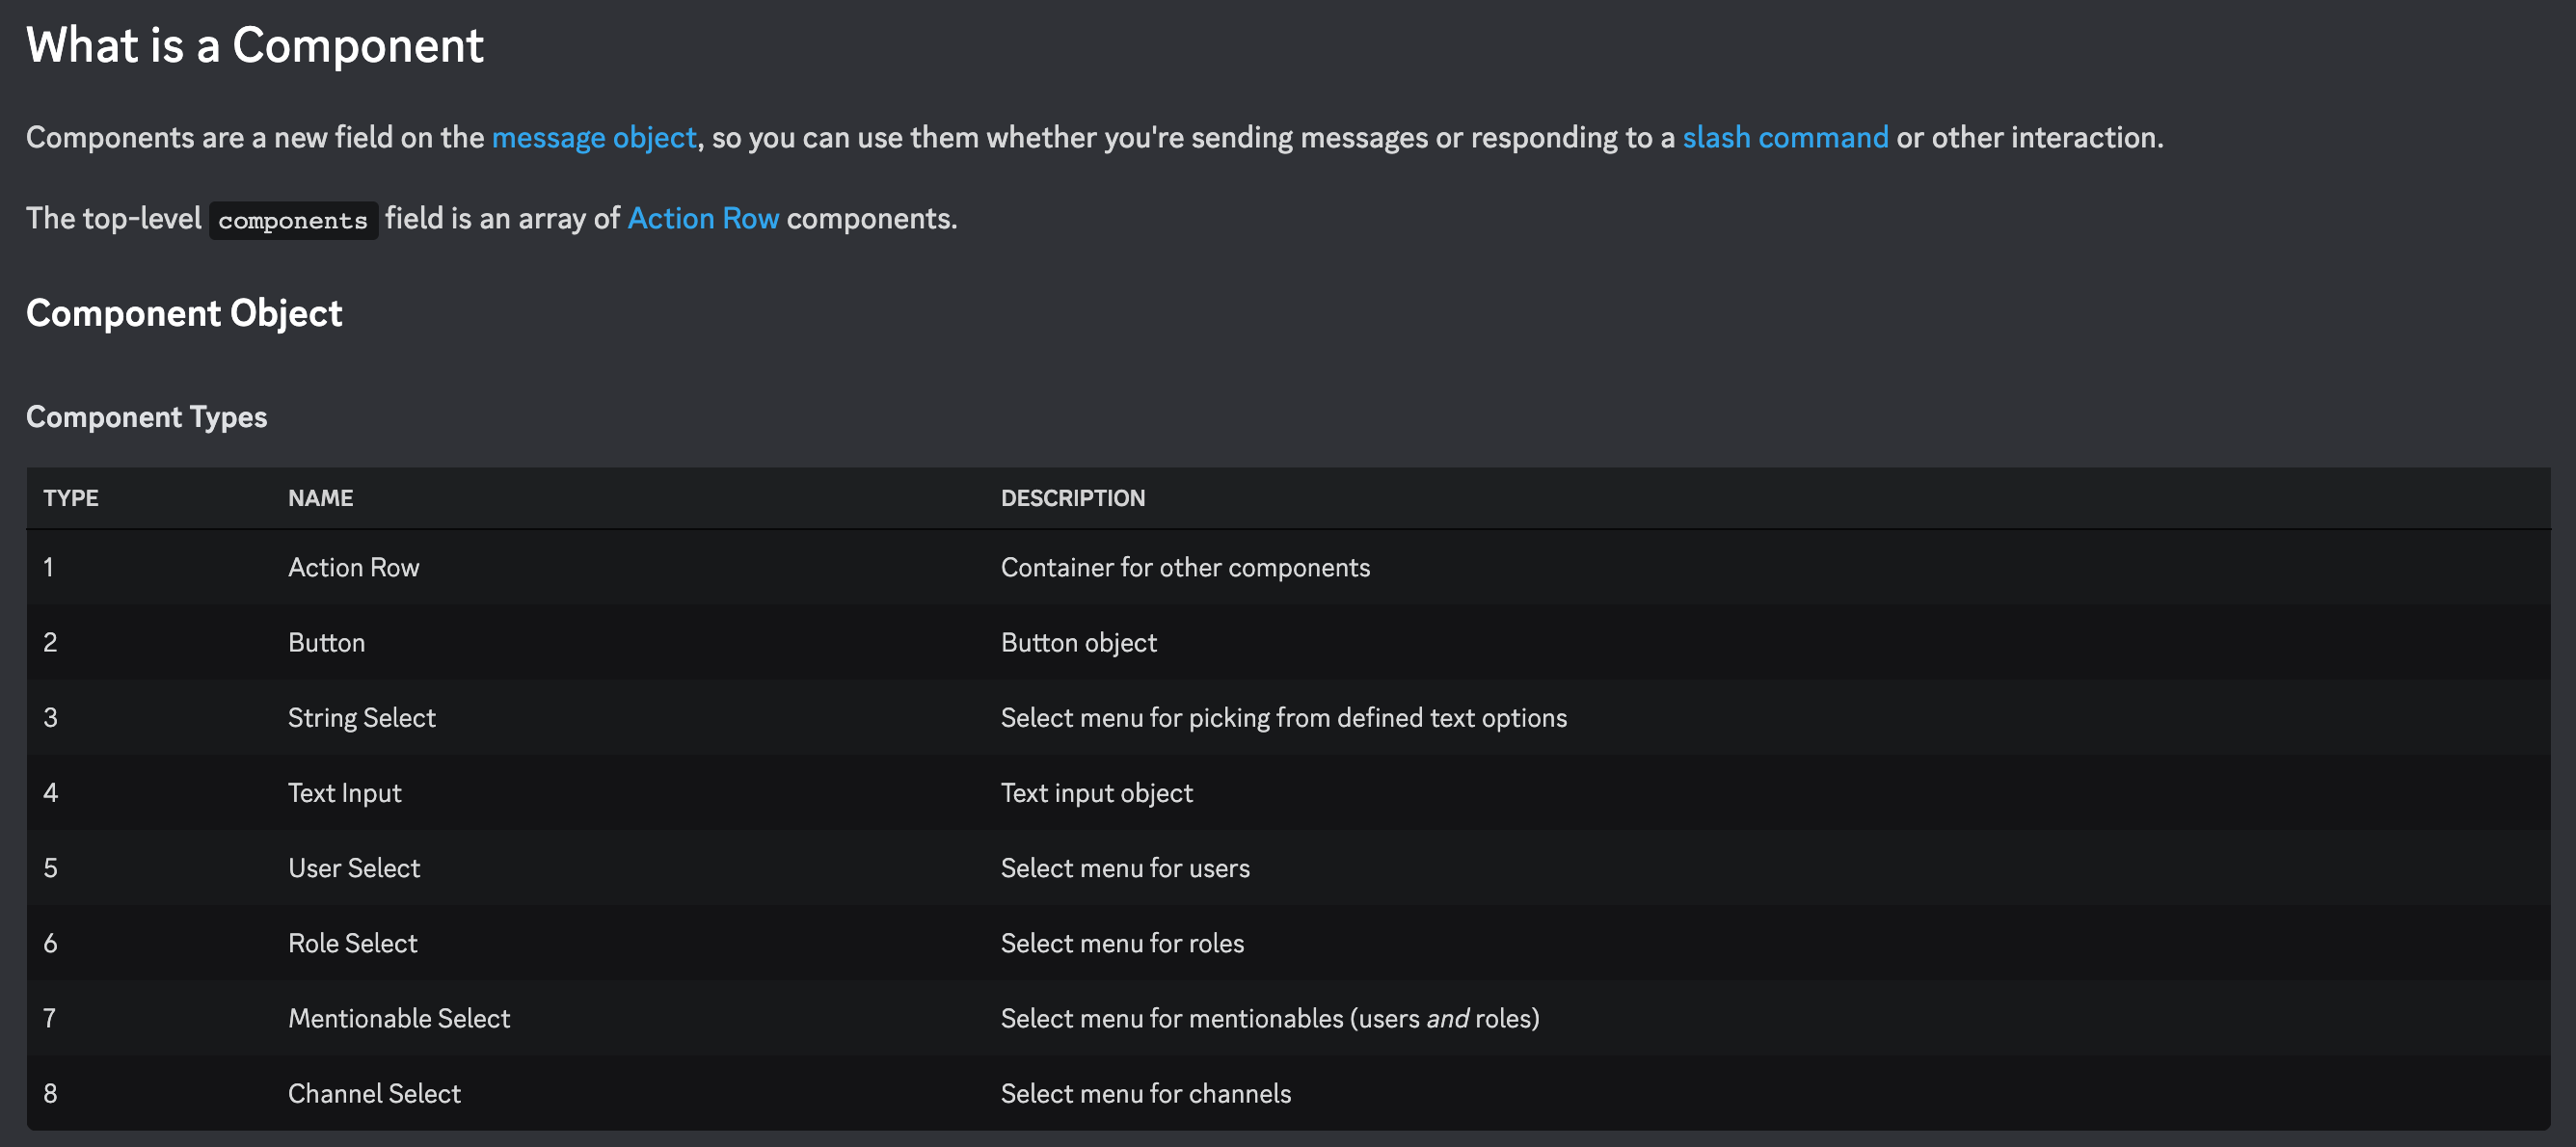 What is a Component
Components are a new field on the message object, so you can use them whether you're sending messages or responding to a slash command or other interaction.
The top-level components field is an array of Action Row components.
Component Object
Component Types
TYPE NAME DESCRIPTION
1 Action Row Container for other components
2 Button Button object
3 String Select Select menu for picking from defined text options
4 Text Input Text input object
5 User Select Select menu for users
6 Role Select Select menu for roles
7 Mentionable Select Select menu for mentionables (users and roles)
8 Channel Select Select menu for channels